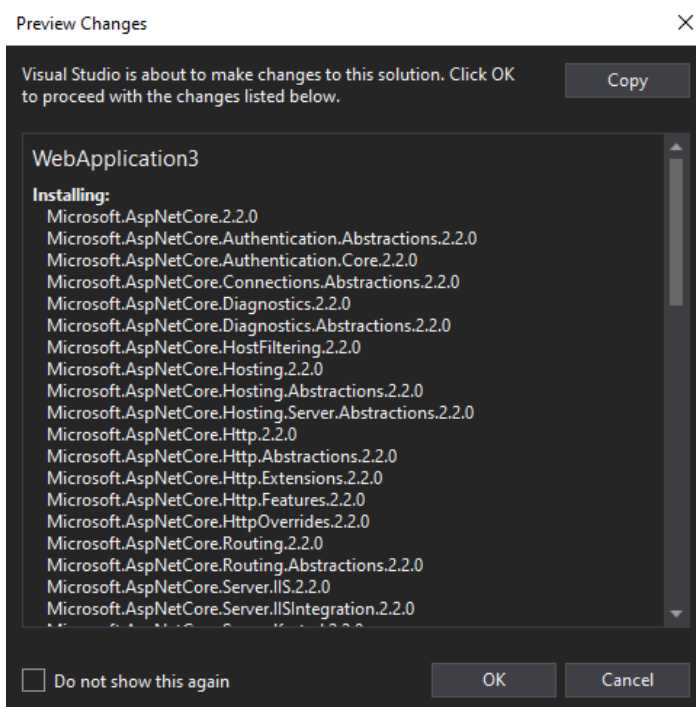 Preview Changes
Visual Studio is about to make changes to this solution. Click OK
to proceed with the changes listed below.
Copy
WebApplication3
Installing:
Microsoft.AspNetCore.2.2.0
Microsoft.AspNetCore.Authentication.Abstractions.2.2.0
Microsoft.AspNetCore.Authentication.Core.2.2.0
Microsoft.AspNetCore.Connections.Abstractions.2.2.0
Microsoft.AspNetCore.Diagnostics.2.2.0
Microsoft.AspNetCore.Diagnostics.Abstractions.2.2.0
Microsoft.AspNetCore.HostFiltering.2.2.0
Microsoft.AspNetCore.Hosting.2.2.0
Microsoft.AspNetCore.Hosting.Abstractions.2.2.0
Microsoft.AspNetCore.Hosting.Server.Abstractions.2.2.0
Microsoft.AspNetCore.Http.2.2.0
Microsoft.AspNetCore.Http.Abstractions.2.2.0
Microsoft.AspNetCore.Http.Extensions.2.2.0
Microsoft.AspNetCore.Http.Features.2.2.0
Microsoft.AspNetCore.HttpOverrides.2.2.0
Microsoft.AspNetCore.Routing.2.2.0
Microsoft.AspNetCore.Routing.Abstractions.2.2.0
Microsoft.AspNetCore.Server.IIS.2.2.0
Microsoft.AspNetCore.Server.IISIntegration.2.2.0
Do not show this again
OK
Cancel